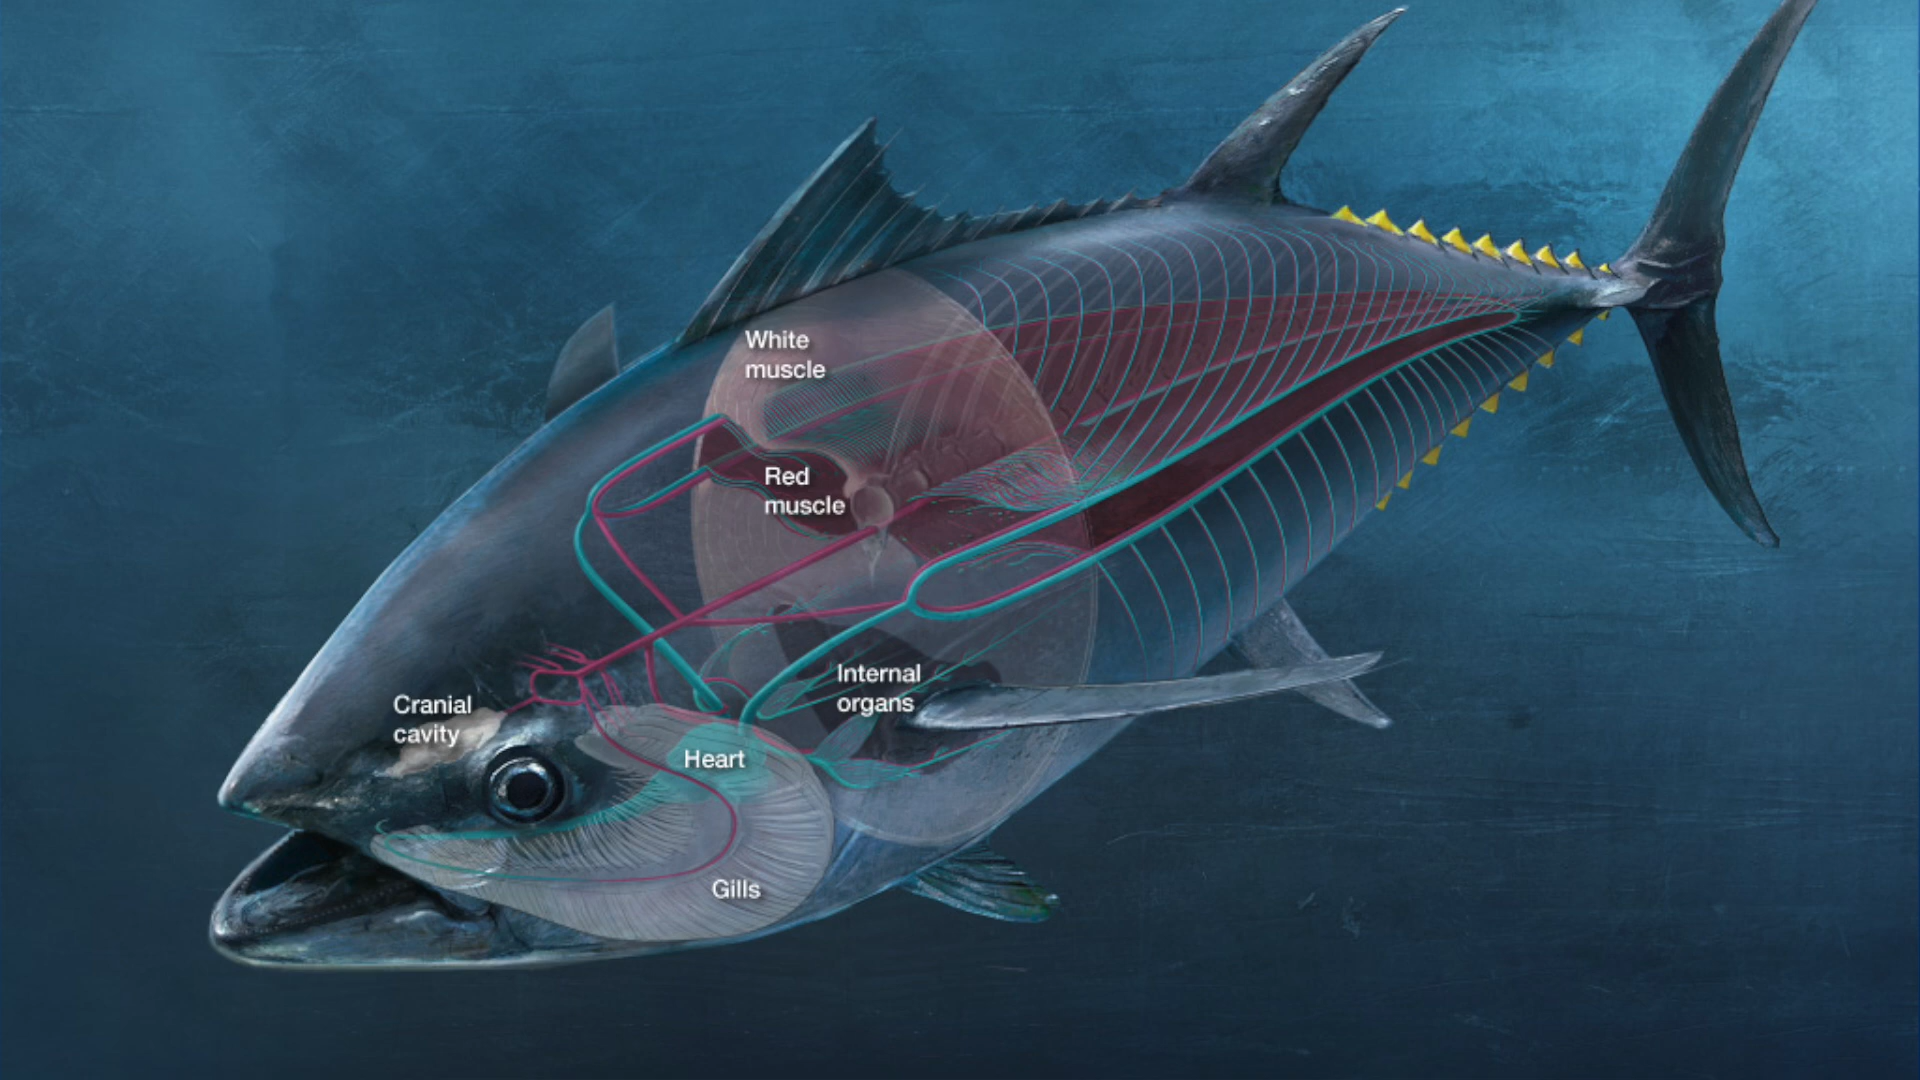 White
muscle
Red
muscle
Internal
organs
Cranial
cavity
Heart
Gills